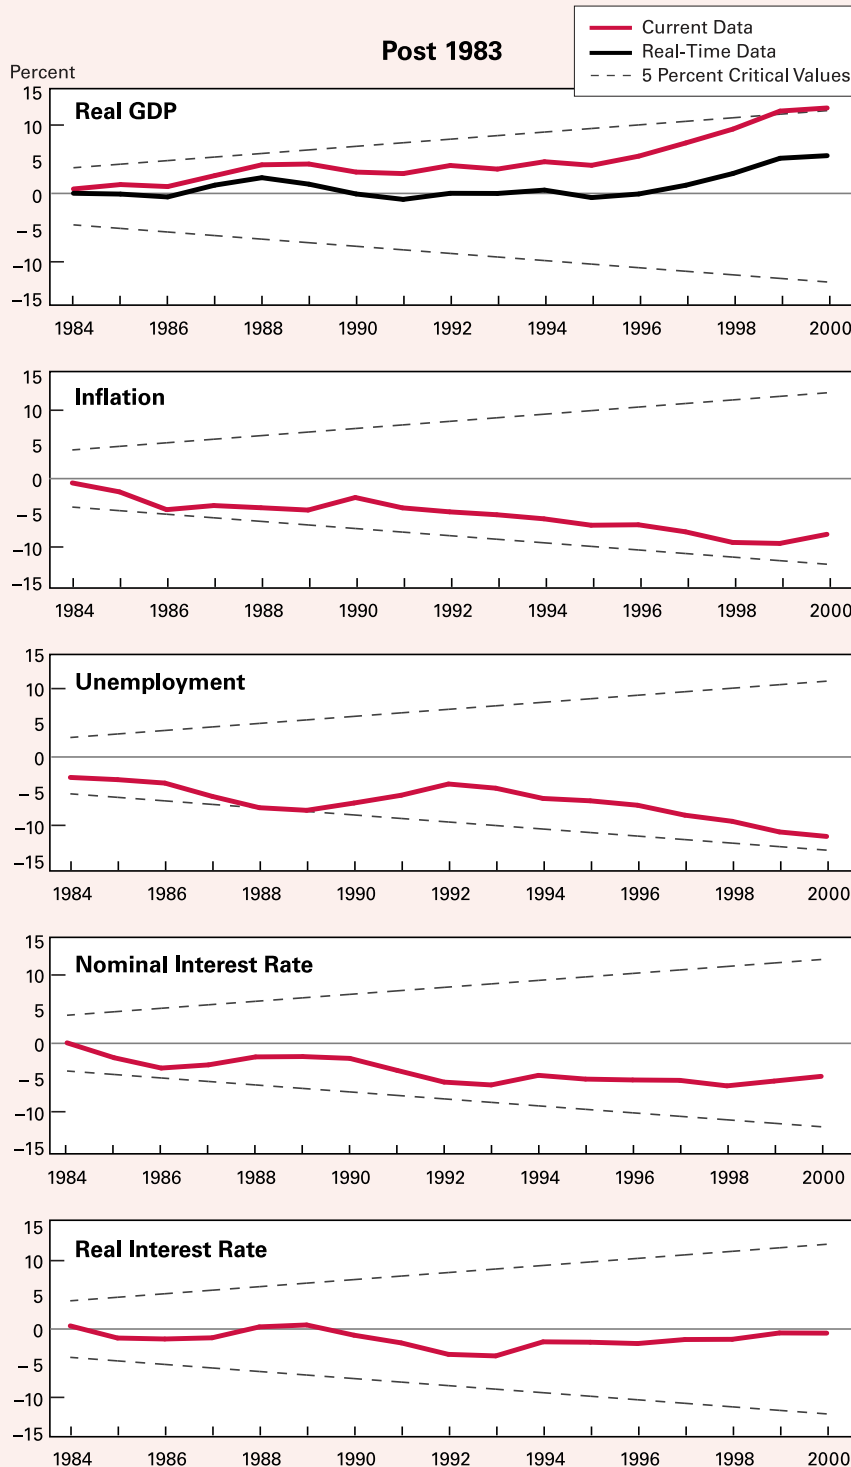 Post 1983
Current Data
Real-Time Data
5 Percent Critical Values
Percent
Real GDP
15
10
5
0
– 5
–10
–15
1984 1986 1988 1990 1992 1994 1996 1998 2000
Inflation
15
10
5
0
–5
–10
–15
1984 1986 1988 1990 1992 1994 1996 1998 2000
Unemployment
15
10
5
0
– 5
–10
–15
1984 1986 1988 1990 1992 1994 1996 1998 2000
Nominal Interest Rate
15
10
5
0
–5
–10
–15
1984 1986 1988 1990 1992 1994 1996 1998 2000
Real Interest Rate
15
10
5
0
– 5
–10
–15
1984 1986 1988 1990 1992 1994 1996 1998 2000